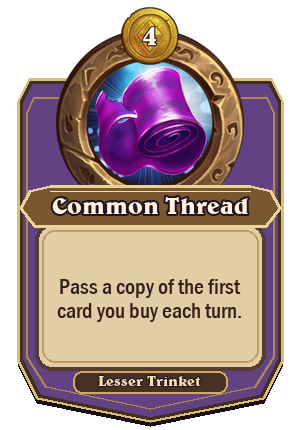 4
Common Thread
Pass a copy of the first
card you buy each turn.
Lesser Trinket